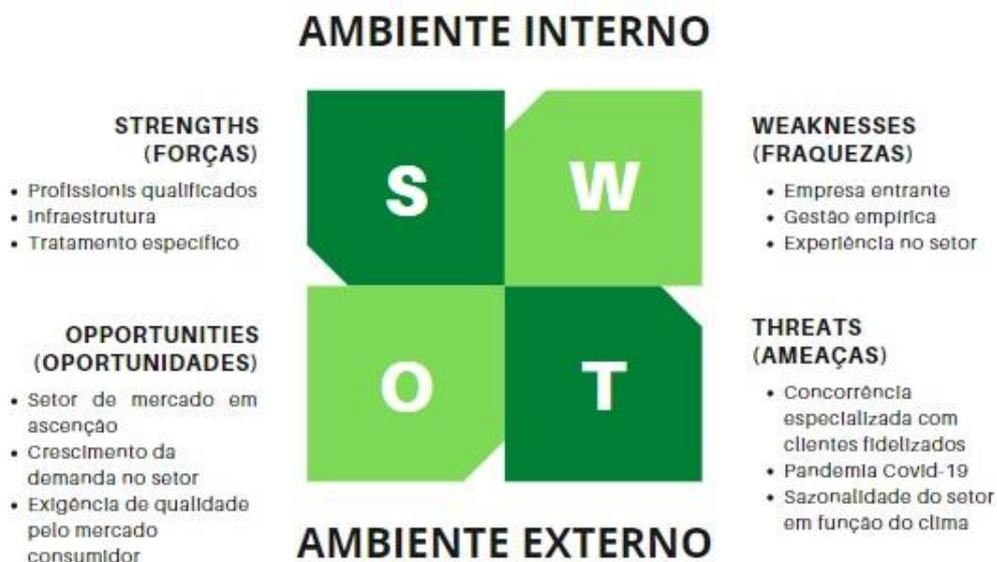 AMBIENTE INTERNO
STRENGTHS
(FORÇAS)
• Profissionis qualificados
• Infraestrutura
• Tratamento específico
S
W
WEAKNESSES
(FRAQUEZAS)
• Empresa entrante
• Gestão empírica
• Experiência no setor
OPPORTUNITIES
(OPORTUNIDADES)
• Setor de mercado em
ascenção
• Crescimento da
demanda no setor
• Exigência de qualidade
pelo mercado
consumidor
O
T
THREATS
(AMEAÇAS)
• Concorrência
especializada com
clientes fidelizados
• Pandemia Covid-19
• Sazonalidade do setor
em função do clima
AMBIENTE EXTERNO